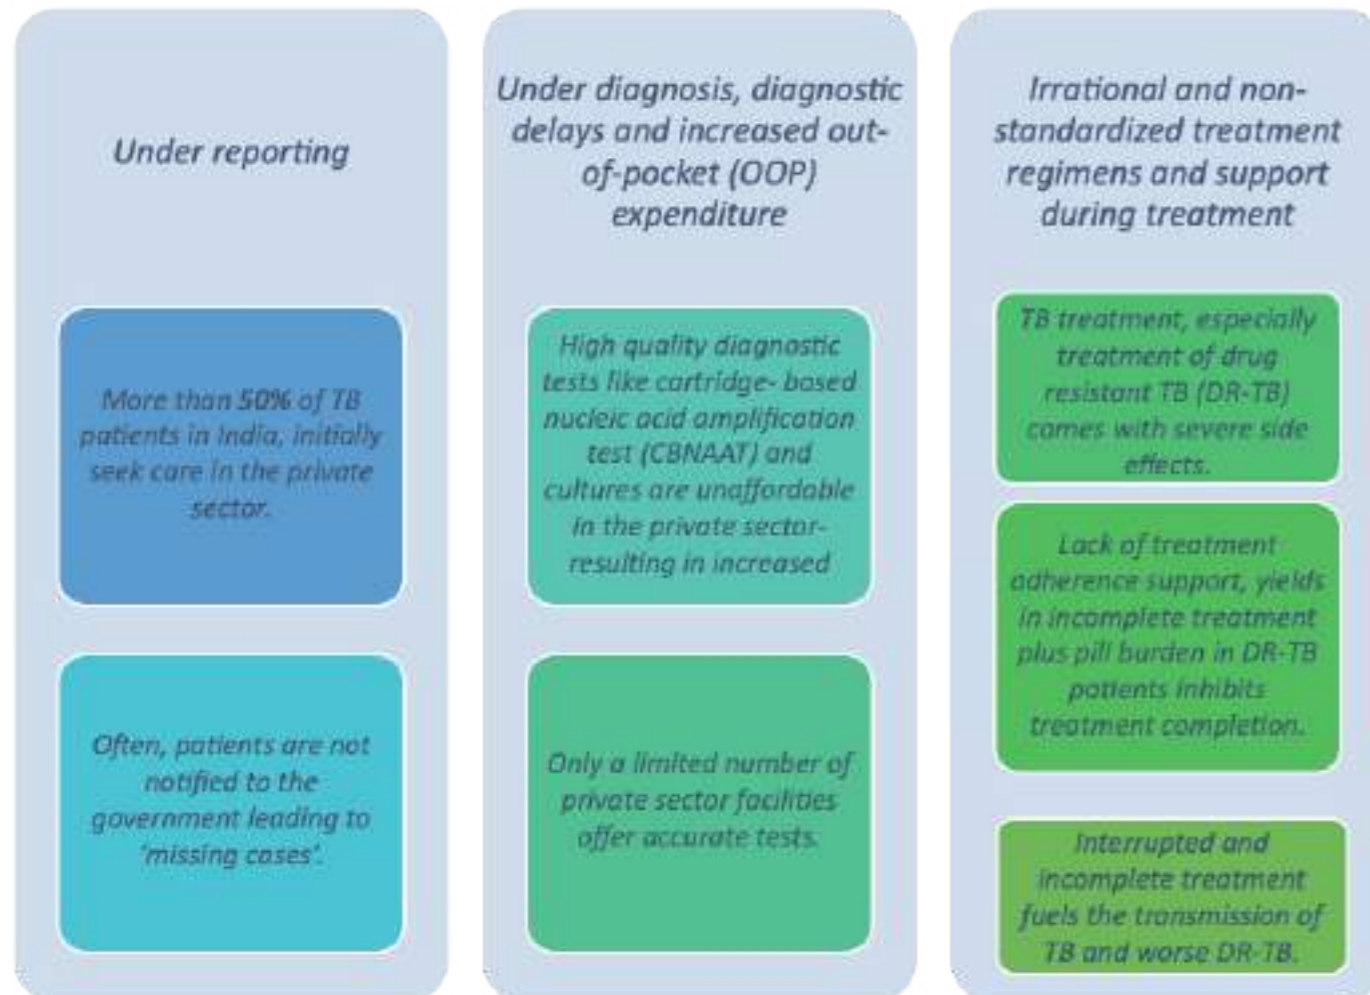 Under reporting
More than 50% of TB
patients in India, initially
seek care in the private
sector.
Often, patients are not
notified to the
government leading to
'missing cases'.
Under diagnosis, diagnostic
delays and increased out-
of-pocket (OOP)
expenditure
High quality diagnostic
tests like cartridge- based
nucleic acid amplification
test (CBNAAT) and
cultures are unaffordable
in the private sector-
resulting in increased
Only a limited number of
private sector facilities
offer accurate tests.
Irrational and non-
standardized treatment
regimens and support
during treatment
TB treatment, especially
treatment of drug
resistant TB (DR-TB)
comes with severe side
effects.
Lack of treatment
adherence support, yields
in incomplete treatment
plus pill burden in DR-TB
patients inhibits
treatment completion.
Interrupted and
incomplete treatment
fuels the transmission of
TB and worse DR-TB.